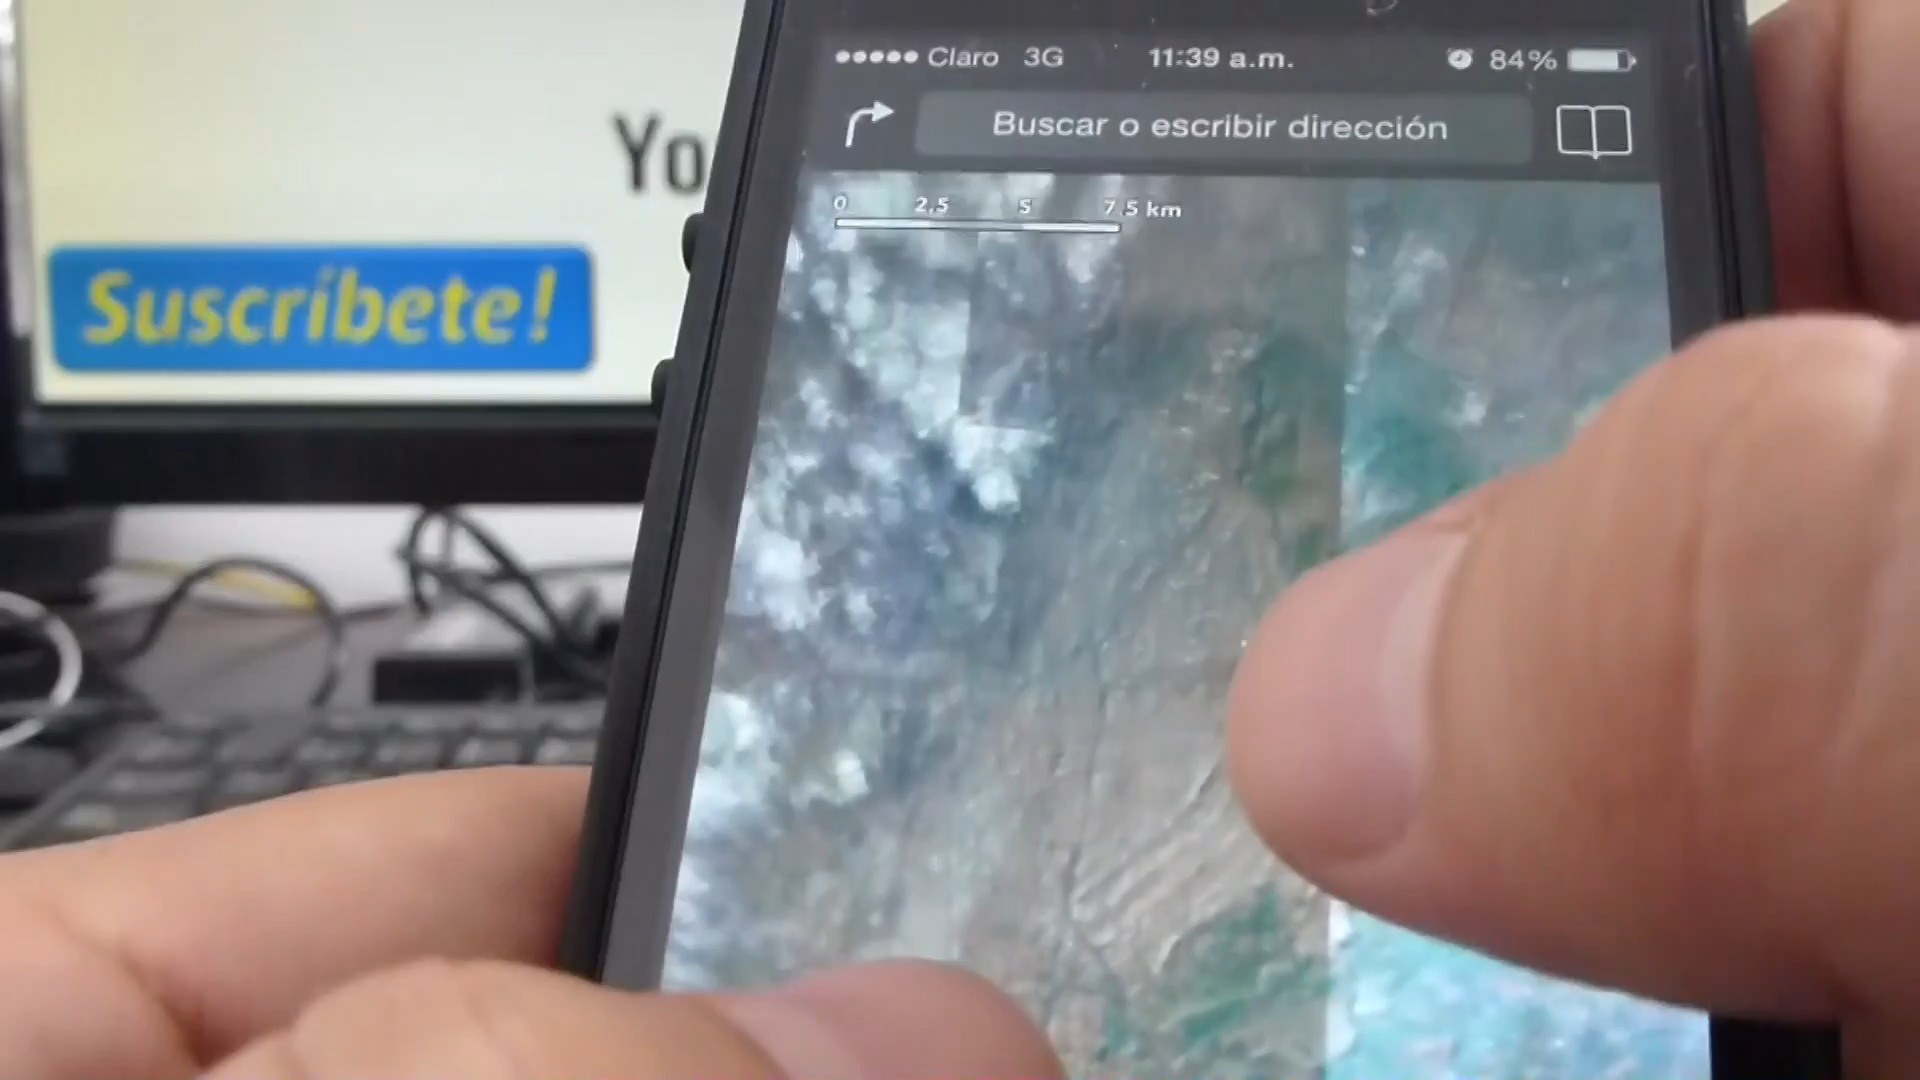 Claro 3G 11:39 a.m. 84%
Buscar o escribir dirección
0 2,5 5 7,5 km
Yo
Suscríbete!